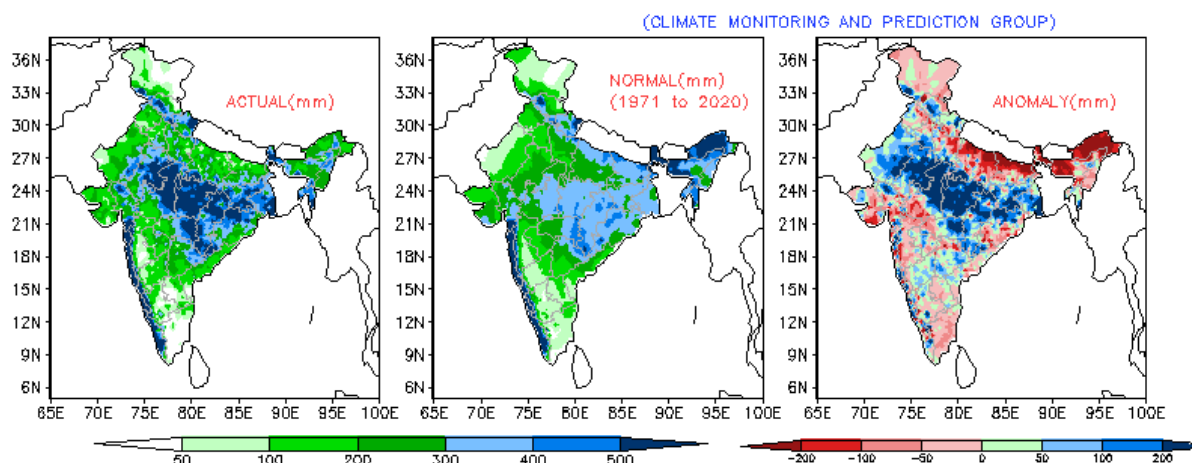 (CLIMATE MONITORING AND PREDICTION GROUP)
36N
33N
30N
27N
24N
21N
18N
15N
12N
9N
6N
65E 70E 75E 80E 85E 90E 95E 100E
ACTUAL(mm)
36N
33N
30N
27N
24N
21N
18N
15N
12N
9N
6N
65E 70E 75E 80E 85E 90E 95E 100E
NORMAL(mm)
(1971 to 2020)
36N
33N
30N
27N
24N
21N
18N
15N
12N
9N
6N
65E 70E 75E 80E 85E 90E 95E 100E
ANOMALY(mm)
50 100 200 300 400 500
-200 -100 -50 0 50 100 200